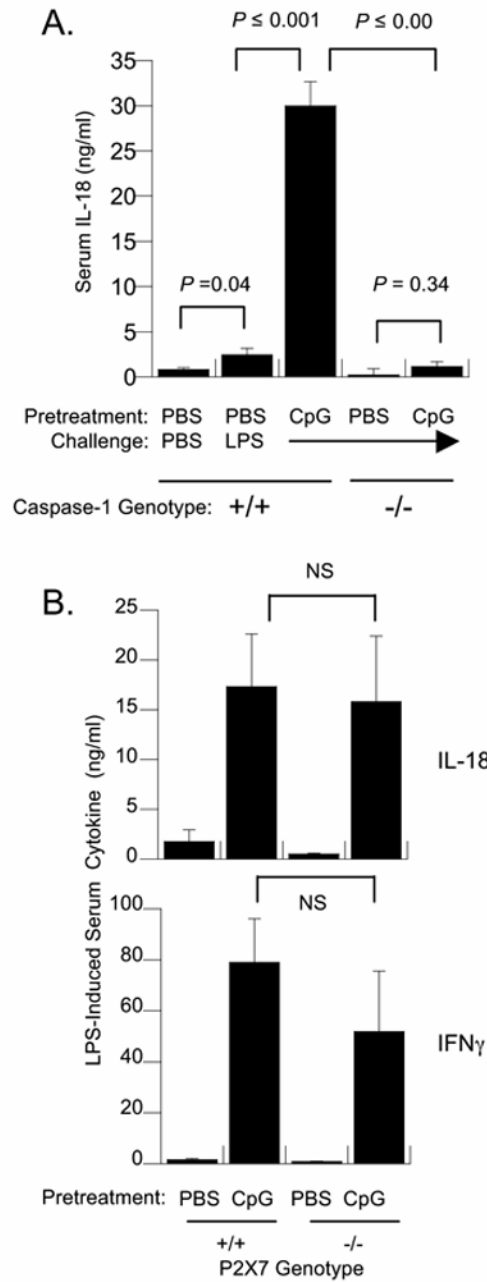 A.
P ≤ 0.001 P ≤ 0.00
Serum IL-18 (ng/ml)
35
30
25
20
15
10
5
0
P =0.04 P = 0.34
Pretreatment: PBS PBS CpG PBS CpG
Challenge: PBS LPS
Caspase-1 Genotype: +/+ -/-
B.
NS
LPS-Induced Serum Cytokine (ng/ml)
25
20
15
10
5
0
IL-18
NS
80
60
40
20
0
IFNγ
Pretreatment: PBS CpG PBS CpG
+/+ -/-
P2X7 Genotype